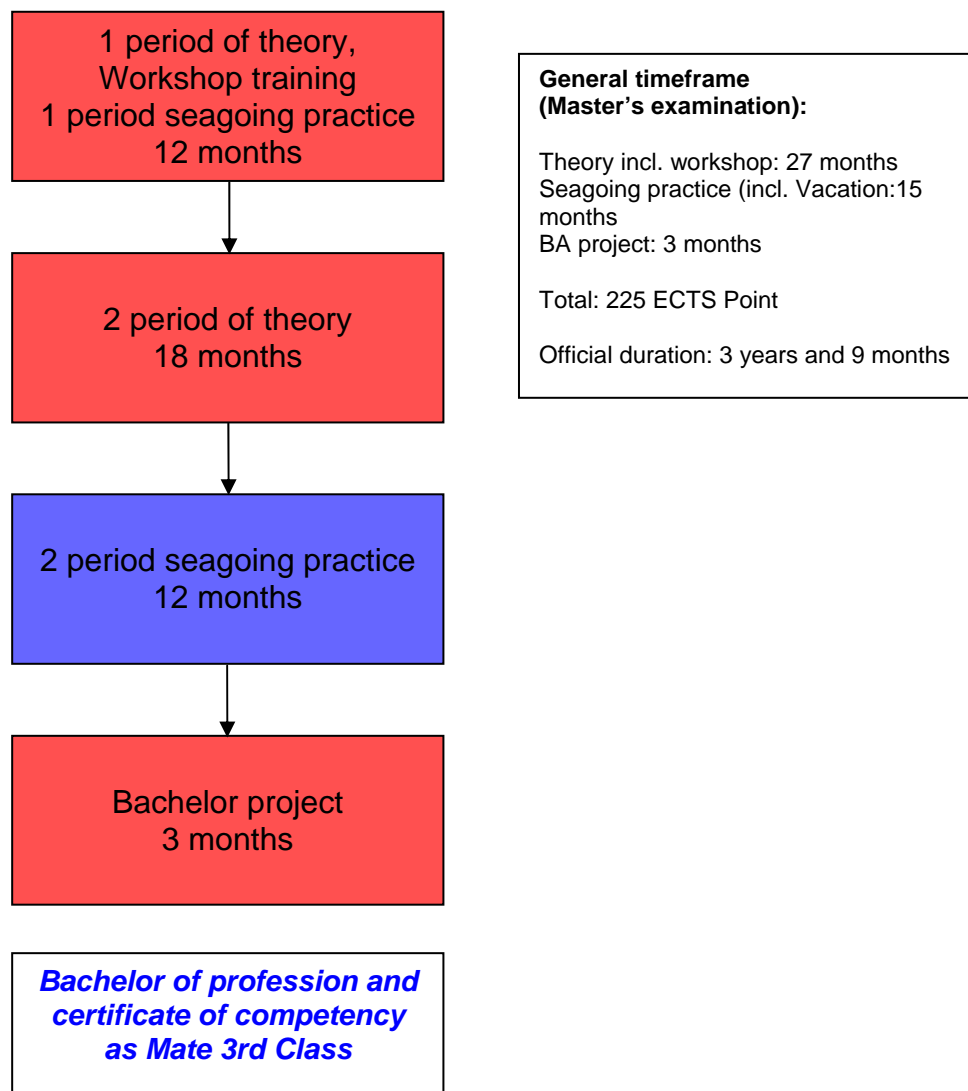 1 period of theory,
Workshop training
1 period seagoing practice
12 months
General timeframe
(Master’s examination):
Theory incl. workshop: 27 months
Seagoing practice (incl. Vacation:15
months
BA project: 3 months
Total: 225 ECTS Point
Official duration: 3 years and 9 months
2 period of theory
18 months
2 period seagoing practice
12 months
Bachelor project
3 months
Bachelor of profession and
certificate of competency
as Mate 3rd Class